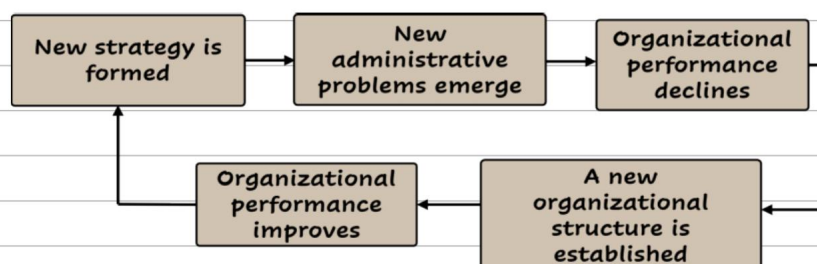 New strategy is
formed
New
administrative
problems emerge
Organizational
performance
declines
Organizational
performance
improves
A new
organizational
structure is
established